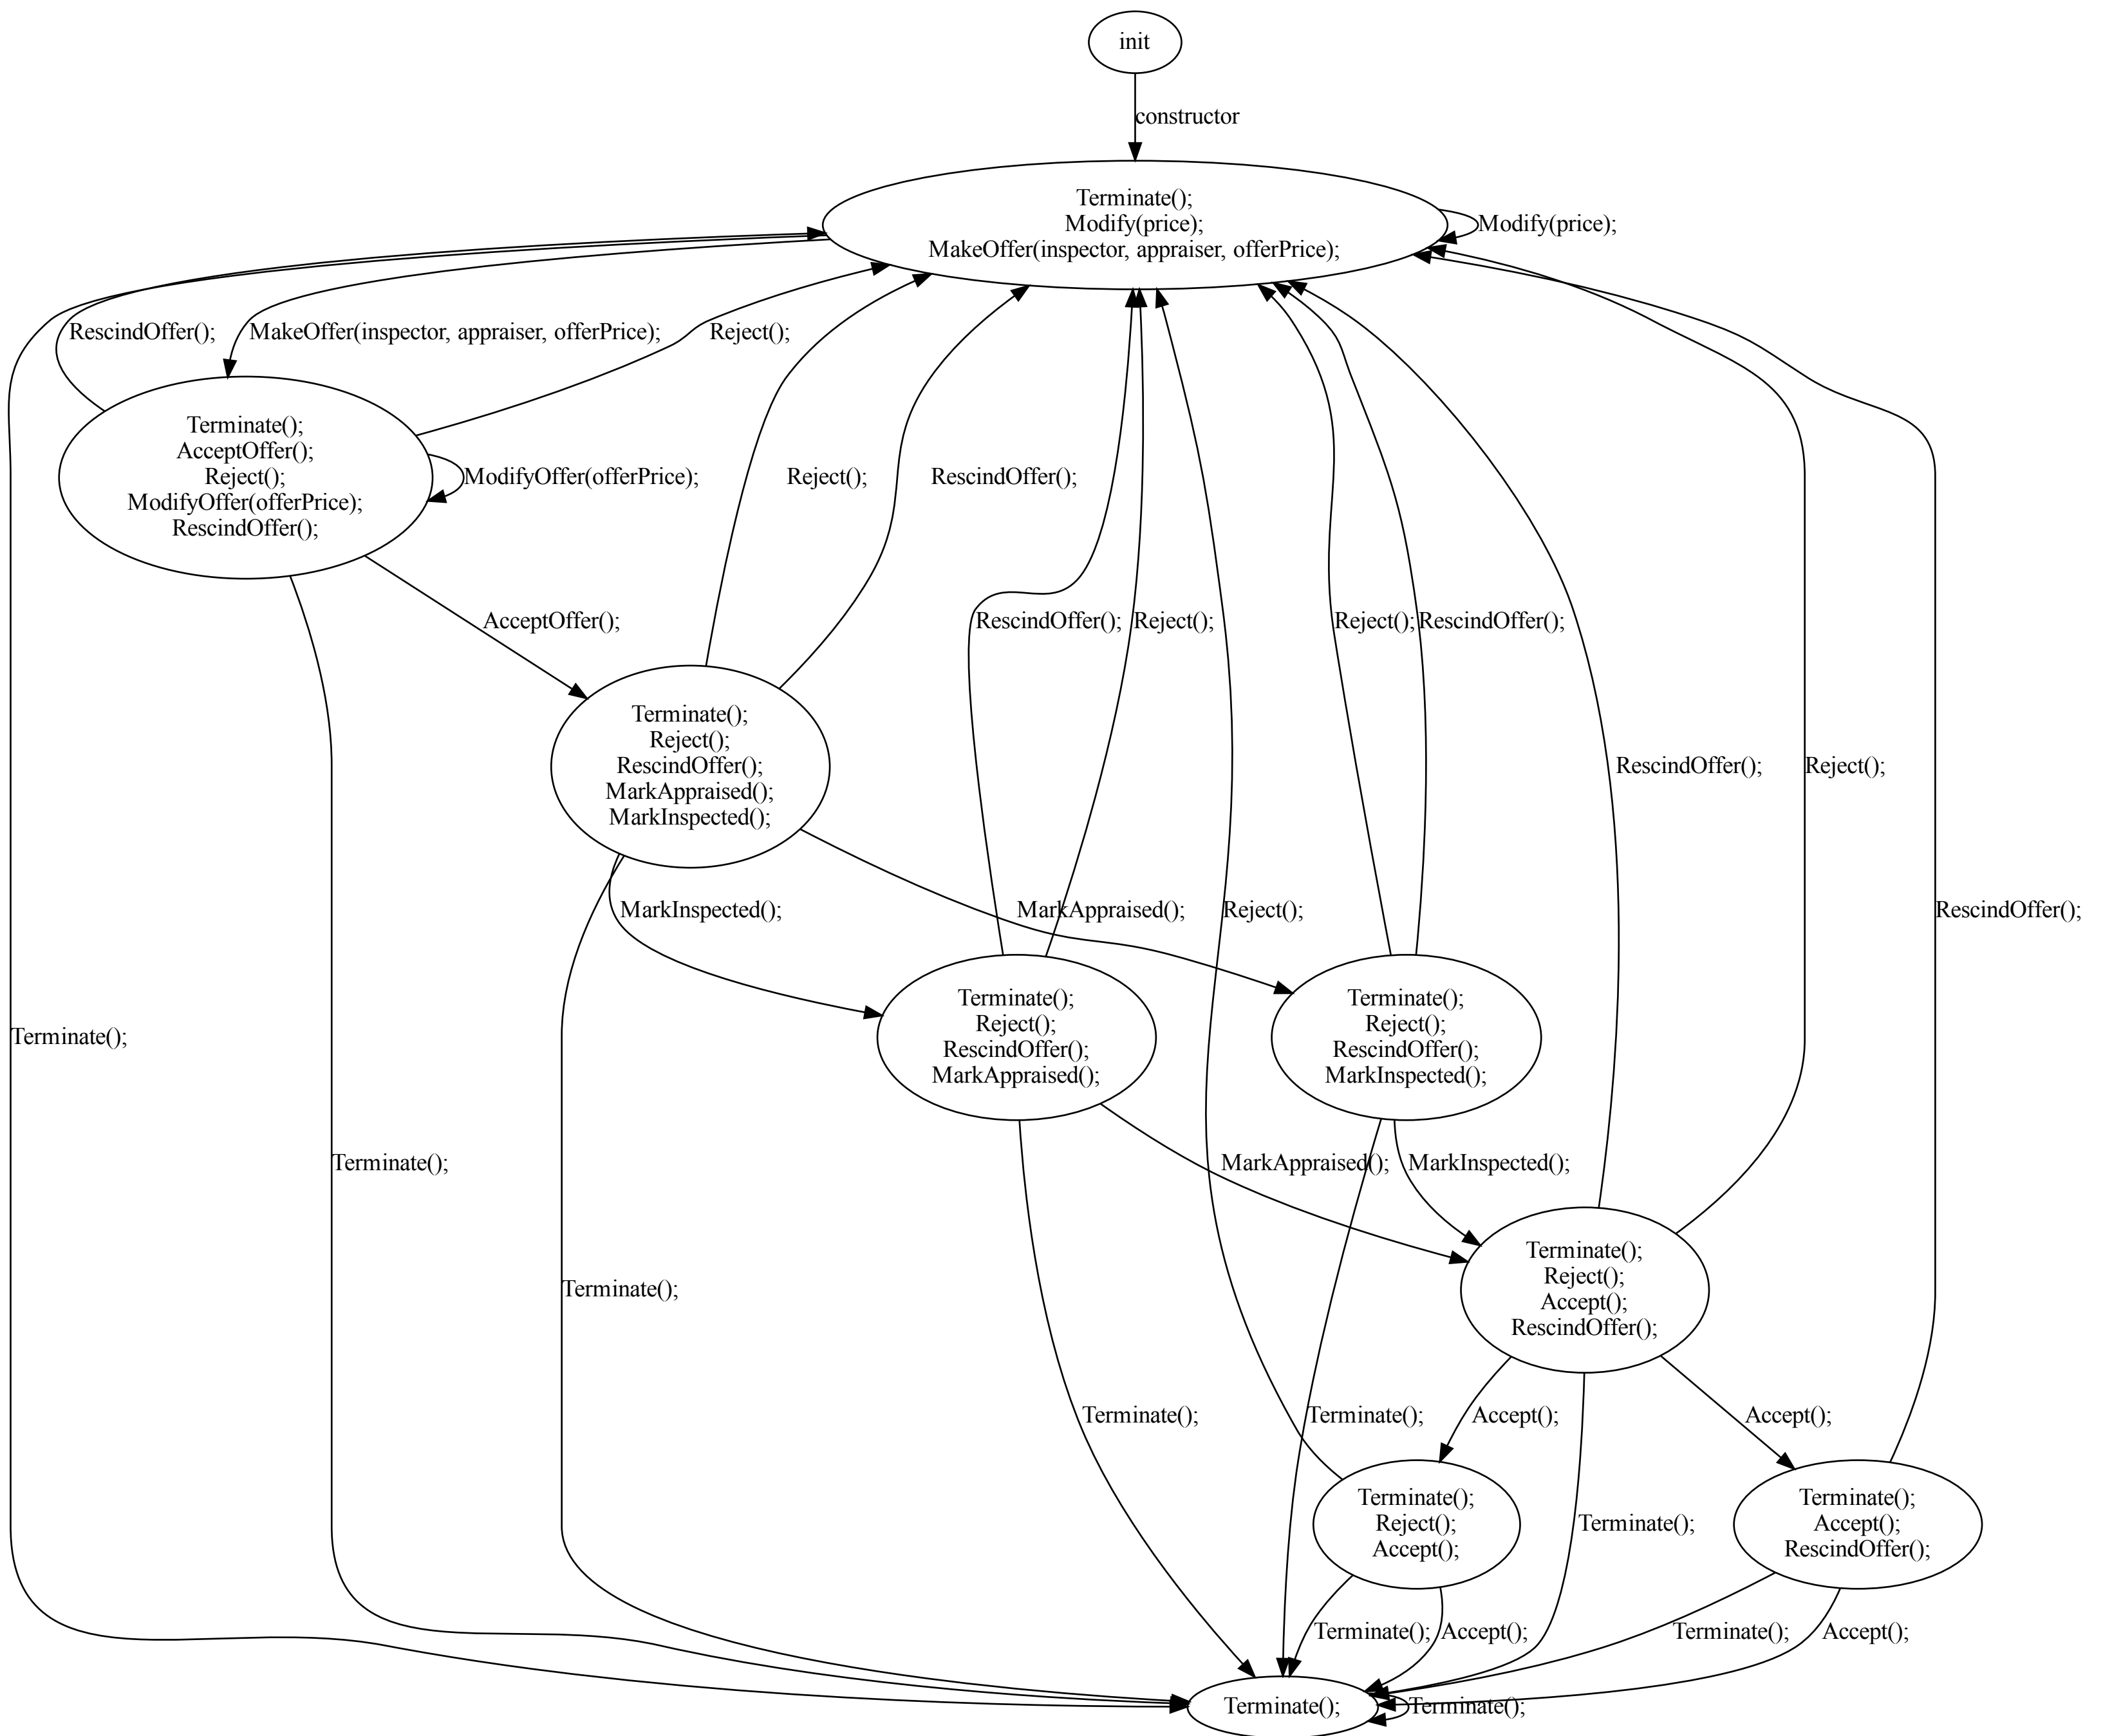 init
constructor
Terminate();
Modify(price);
MakeOffer(inspector, appraiser, offerPrice);
Modify(price);
RescindOffer();
MakeOffer(inspector, appraiser, offerPrice);
Reject();
Terminate();
AcceptOffer();
Reject();
ModifyOffer(offerPrice);
RescindOffer();
ModifyOffer(offerPrice);
Reject();
RescindOffer();
AcceptOffer();
RescindOffer();
Reject();
Reject();
RescindOffer();
Terminate();
Reject();
RescindOffer();
MarkAppraised();
MarkInspected();
RescindOffer();
Reject();
MarkInspected();
MarkAppraised();
Reject();
RescindOffer();
Terminate();
Terminate();
Reject();
RescindOffer();
MarkAppraised();
Terminate();
Reject();
RescindOffer();
MarkInspected();
Terminate();
MarkAppraised();
MarkInspected();
Terminate();
Terminate();
Reject();
Accept();
RescindOffer();
Terminate();
Terminate();
Accept();
Accept();
Terminate();
Reject();
Accept();
Terminate();
Terminate();
Accept();
RescindOffer();
Terminate();
Accept();
Terminate();
Accept();
Terminate();
Terminate();